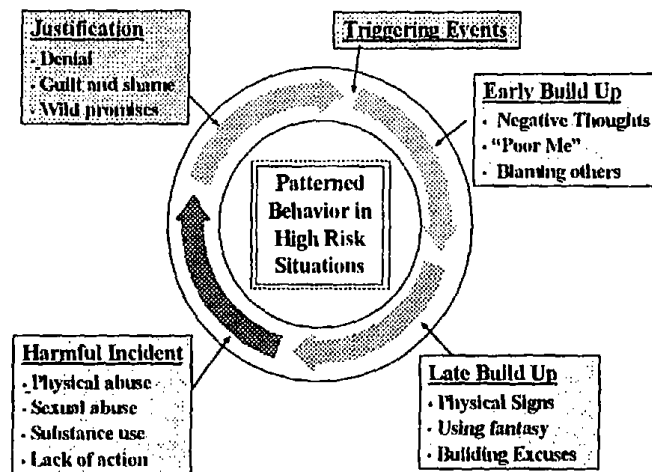 Justification
· Denial
· Guilt and shame
· Wild promises
Triggering Events
Early Build Up
· Negative Thoughts
· "Poor Me"
· Blaming others
Patterned
Behavior in
High Risk
Situations
Harmful Incident
· Physical abuse
· Sexual abuse
· Substance use
· Lack of action
Late Build Up
· Physical Signs
· Using fantasy
· Building Excuses